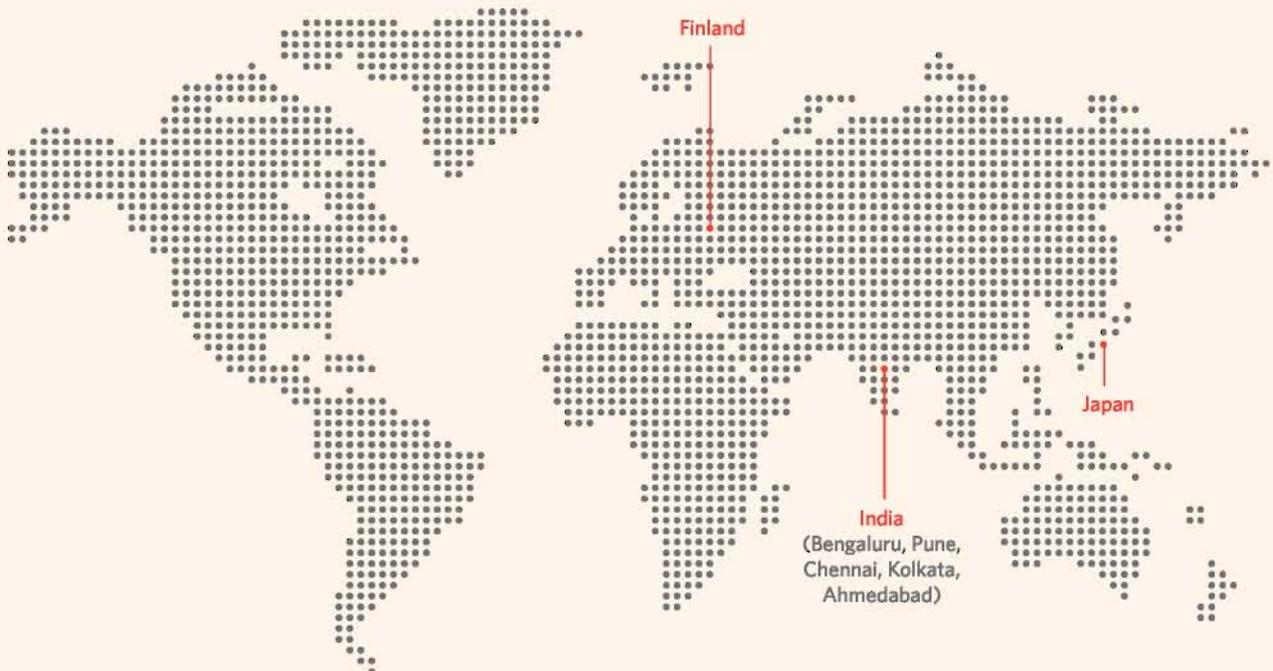 Finland
Japan
India
(Bengaluru, Pune,
Chennai, Kolkata,
Ahmedabad)